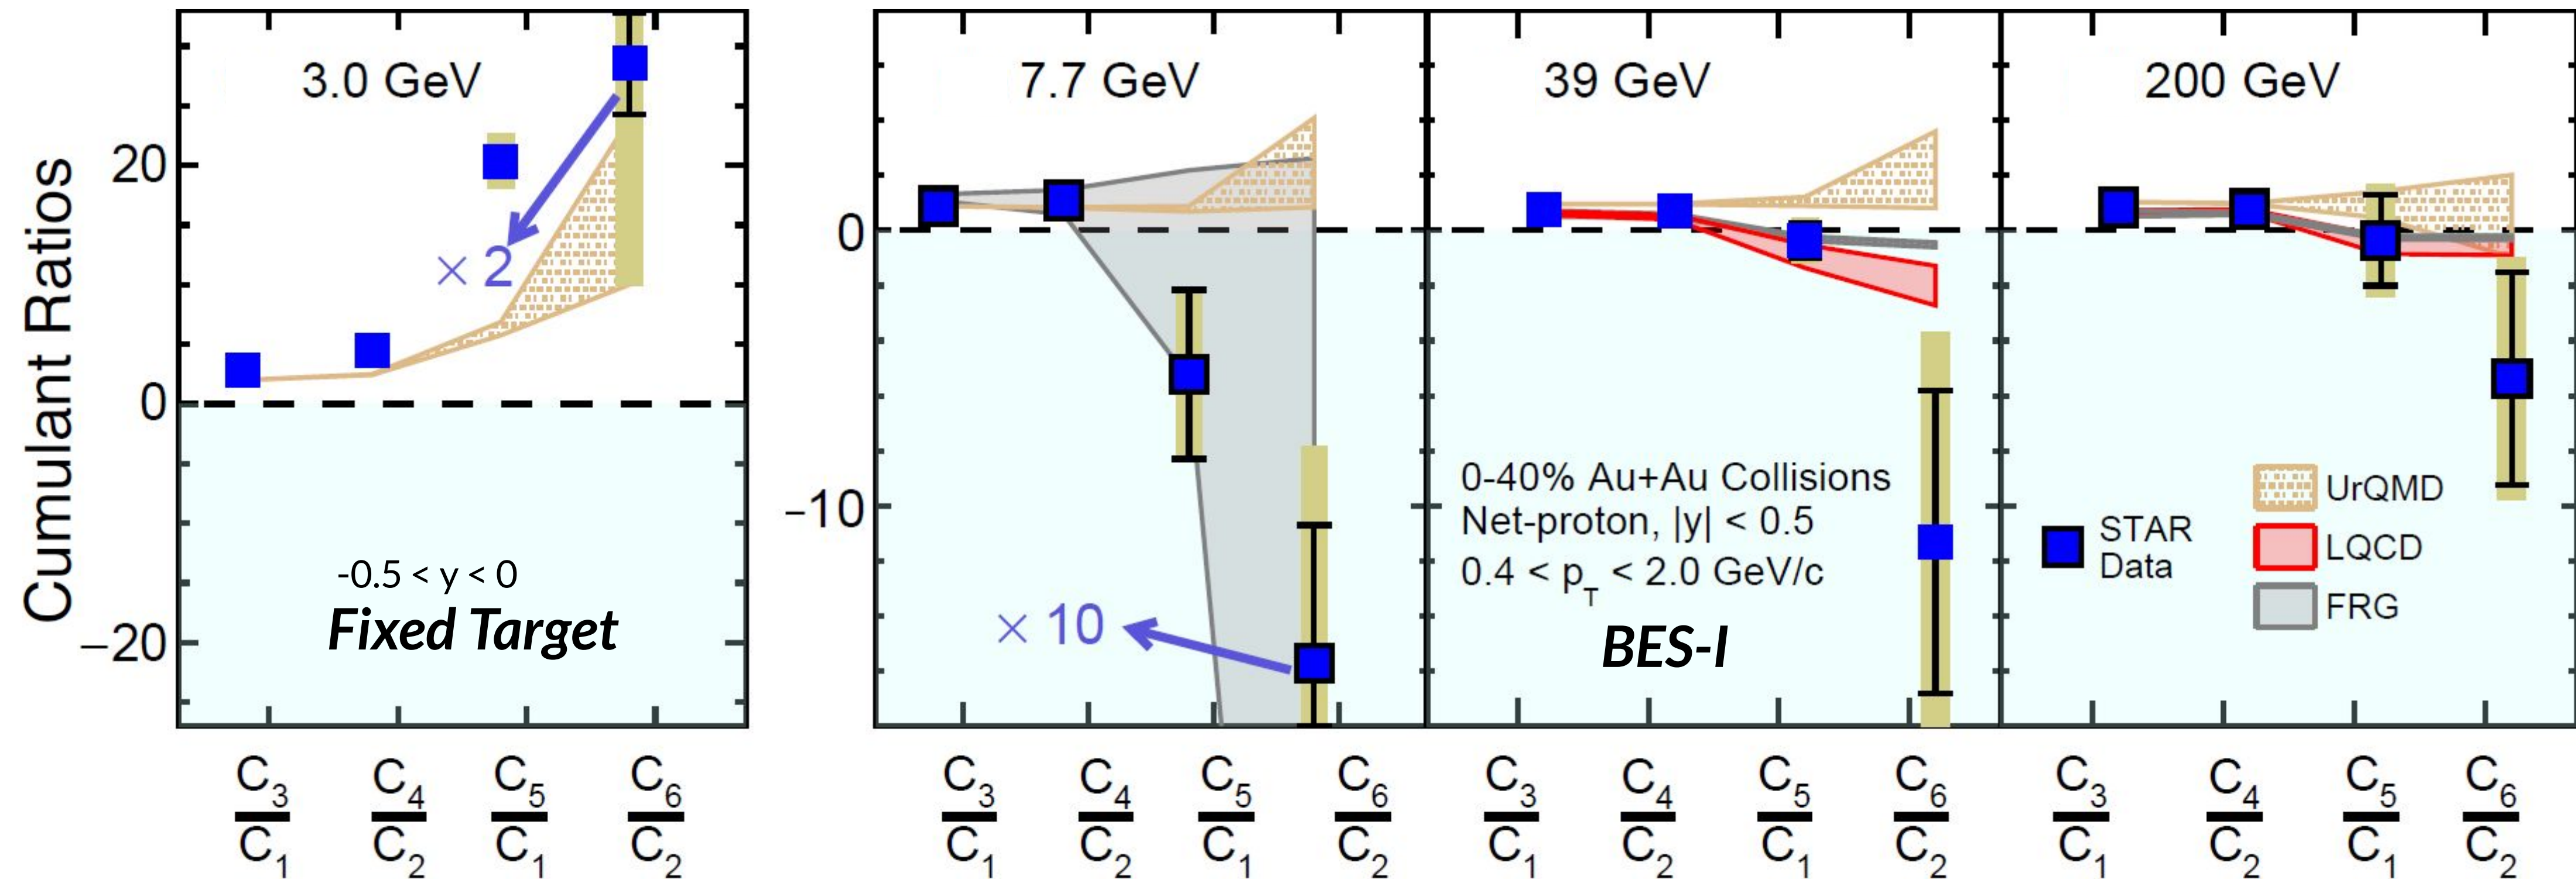 Cumulant Ratios
3.0 GeV
20
0
−20
× 2
-0.5 < y < 0
Fixed Target
C3/C1 C4/C2 C5/C1 C6/C2
7.7 GeV
0
−10
× 10
C3/C1 C4/C2 C5/C1 C6/C2
39 GeV
0-40% Au+Au Collisions
Net-proton, |y| < 0.5
0.4 < pT < 2.0 GeV/c
BES-I
C3/C1 C4/C2 C5/C1 C6/C2
200 GeV
STAR
Data
UrQMD
LQCD
FRG
C3/C1 C4/C2 C5/C1 C6/C2